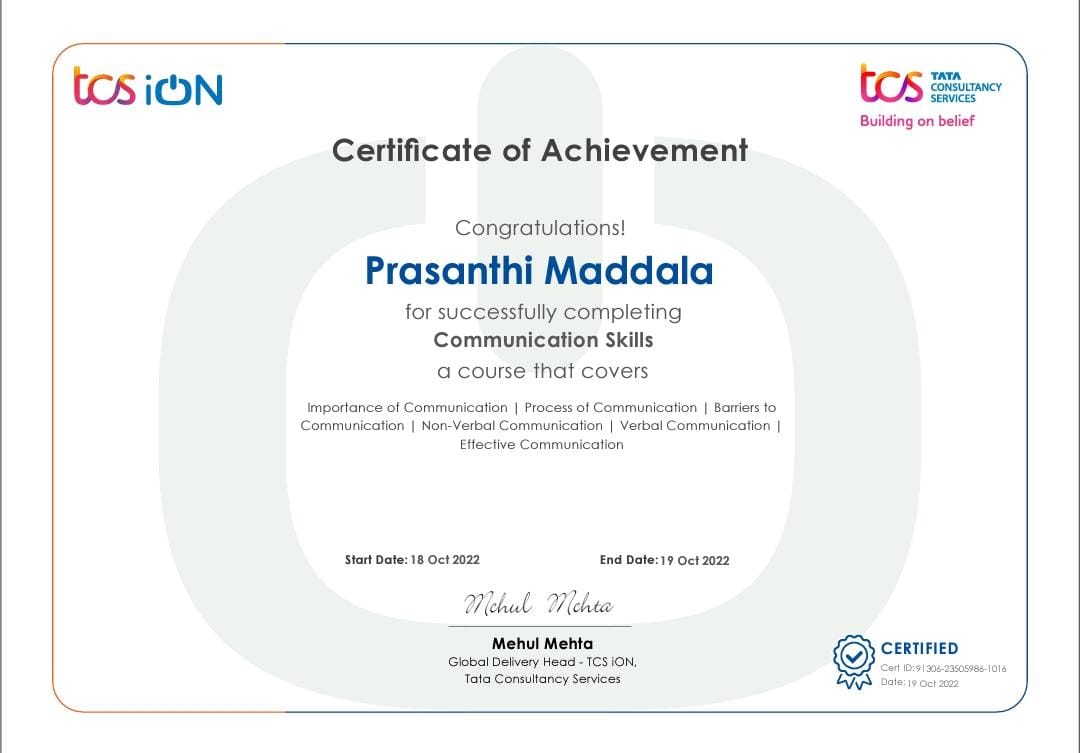 tcs iON
tcs TATA
CONSULTANCY
SERVICES
Building on belief
Certificate of Achievement
Congratulations!
Prasanthi Maddala
for successfully completing
Communication Skills
a course that covers
Importance of Communication | Process of Communication | Barriers to
Communication | Non-Verbal Communication | Verbal Communication |
Effective Communication
Start Date: 18 Oct 2022 End Date: 19 Oct 2022
Mehul Mehta
Mehul Mehta
Global Delivery Head - TCS iON,
Tata Consultancy Services
CERTIFIED
Cert ID: 91306-23505986-1016
Date: 19 Oct 2022